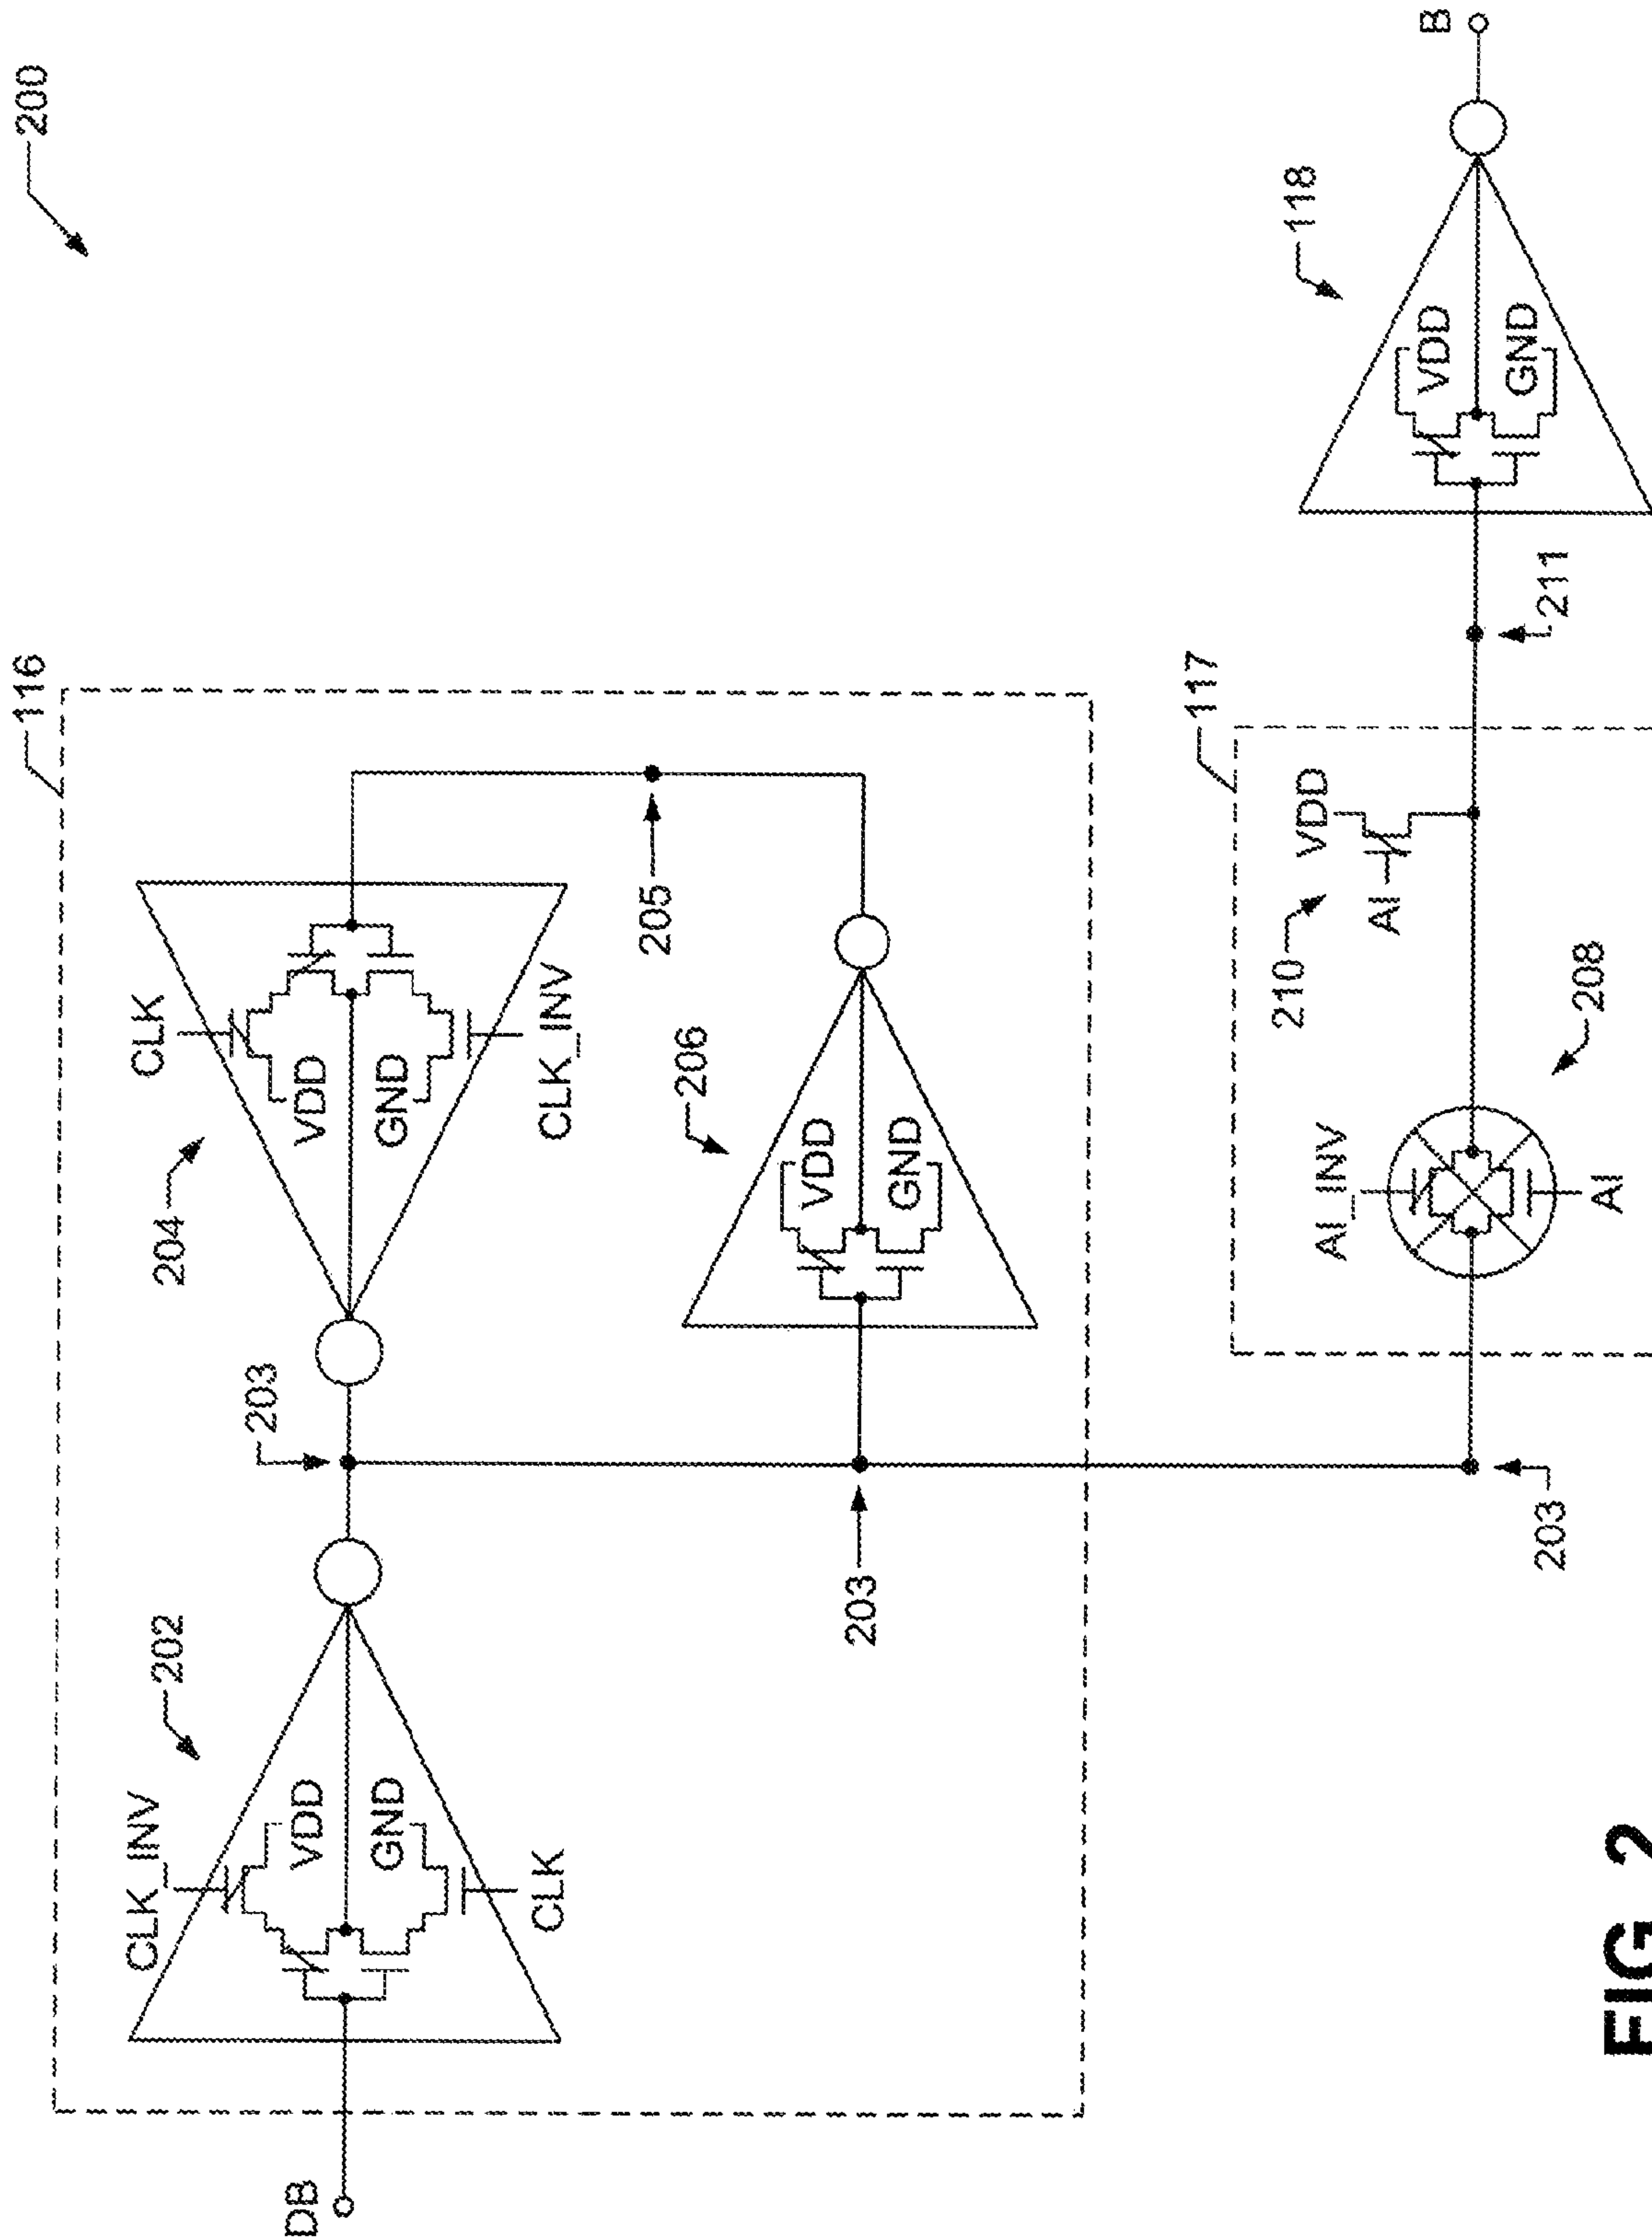 200
116
CLK_INV
202
VDD
GND
CLK
DB
203
CLK
204
VDD
GND
CLK_INV
205
206
VDD
GND
203
203
117
210
VDD
AI
AI_INV
208
AI
211
118
VDD
GND
B
FIG. 2